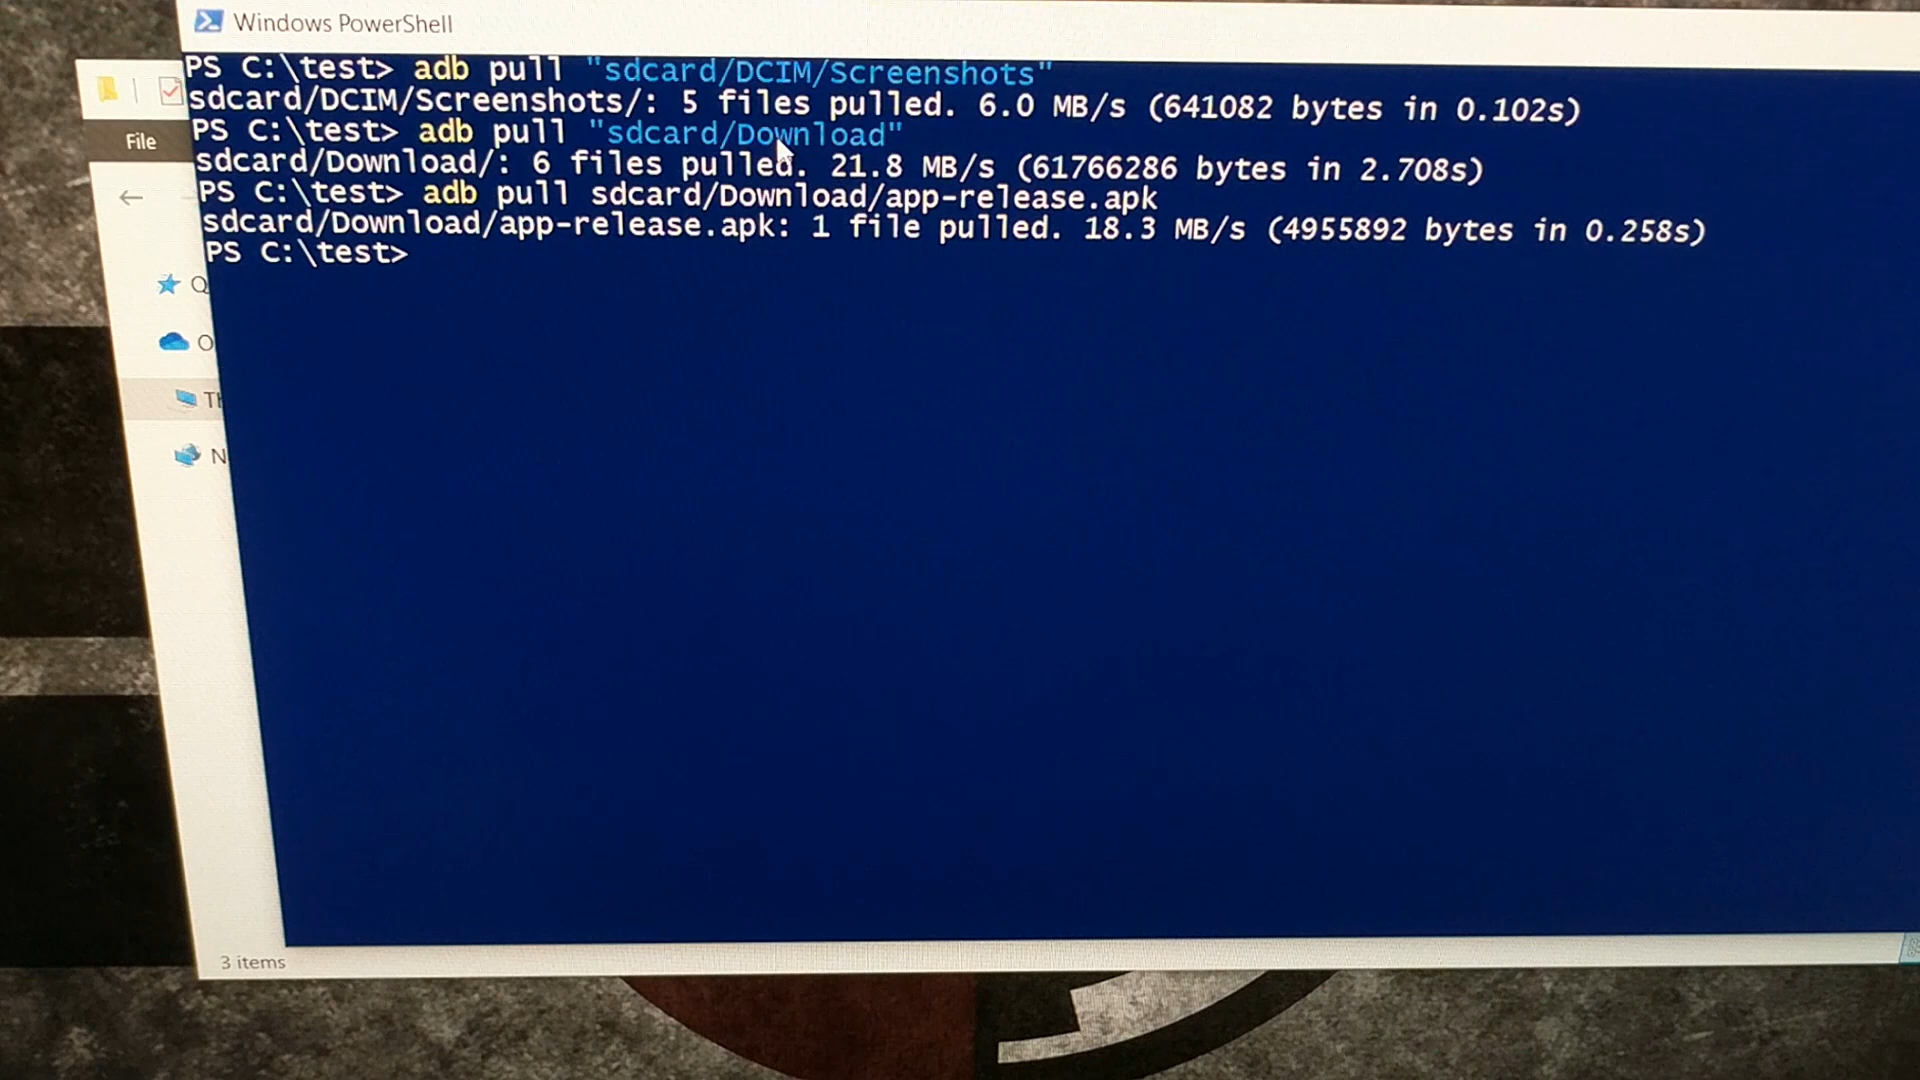 Windows PowerShell
PS C:\test> adb pull "sdcard/DCIM/Screenshots"
sdcard/DCIM/Screenshots/: 5 files pulled. 6.0 MB/s (641082 bytes in 0.102s)
PS C:\test> adb pull "sdcard/Download"
sdcard/Download/: 6 files pulled. 21.8 MB/s (61766286 bytes in 2.708s)
PS C:\test> adb pull sdcard/Download/app-release.apk
sdcard/Download/app-release.apk: 1 file pulled. 18.3 MB/s (4955892 bytes in 0.258s)
PS C:\test>
File
Q
O
Th
N
3 items